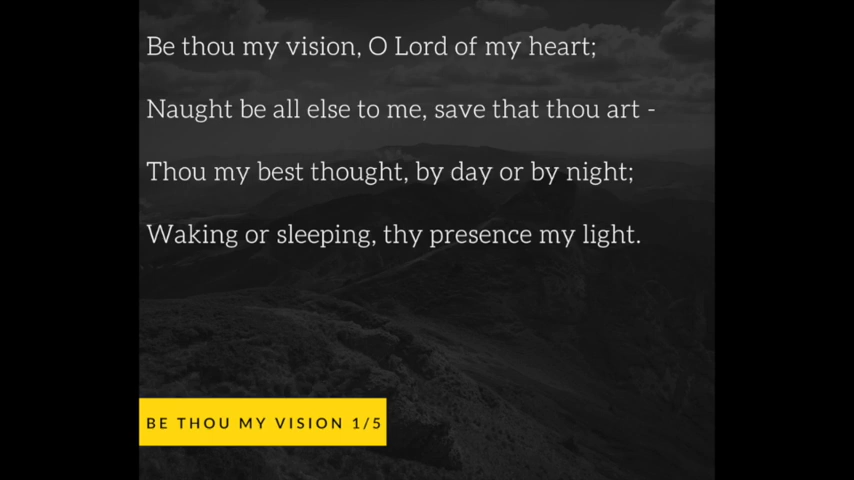 Be thou my vision, O Lord of my heart;
Naught be all else to me, save that thou art -
Thou my best thought, by day or by night;
Waking or sleeping, thy presence my light.
BE THOU MY VISION 1/5